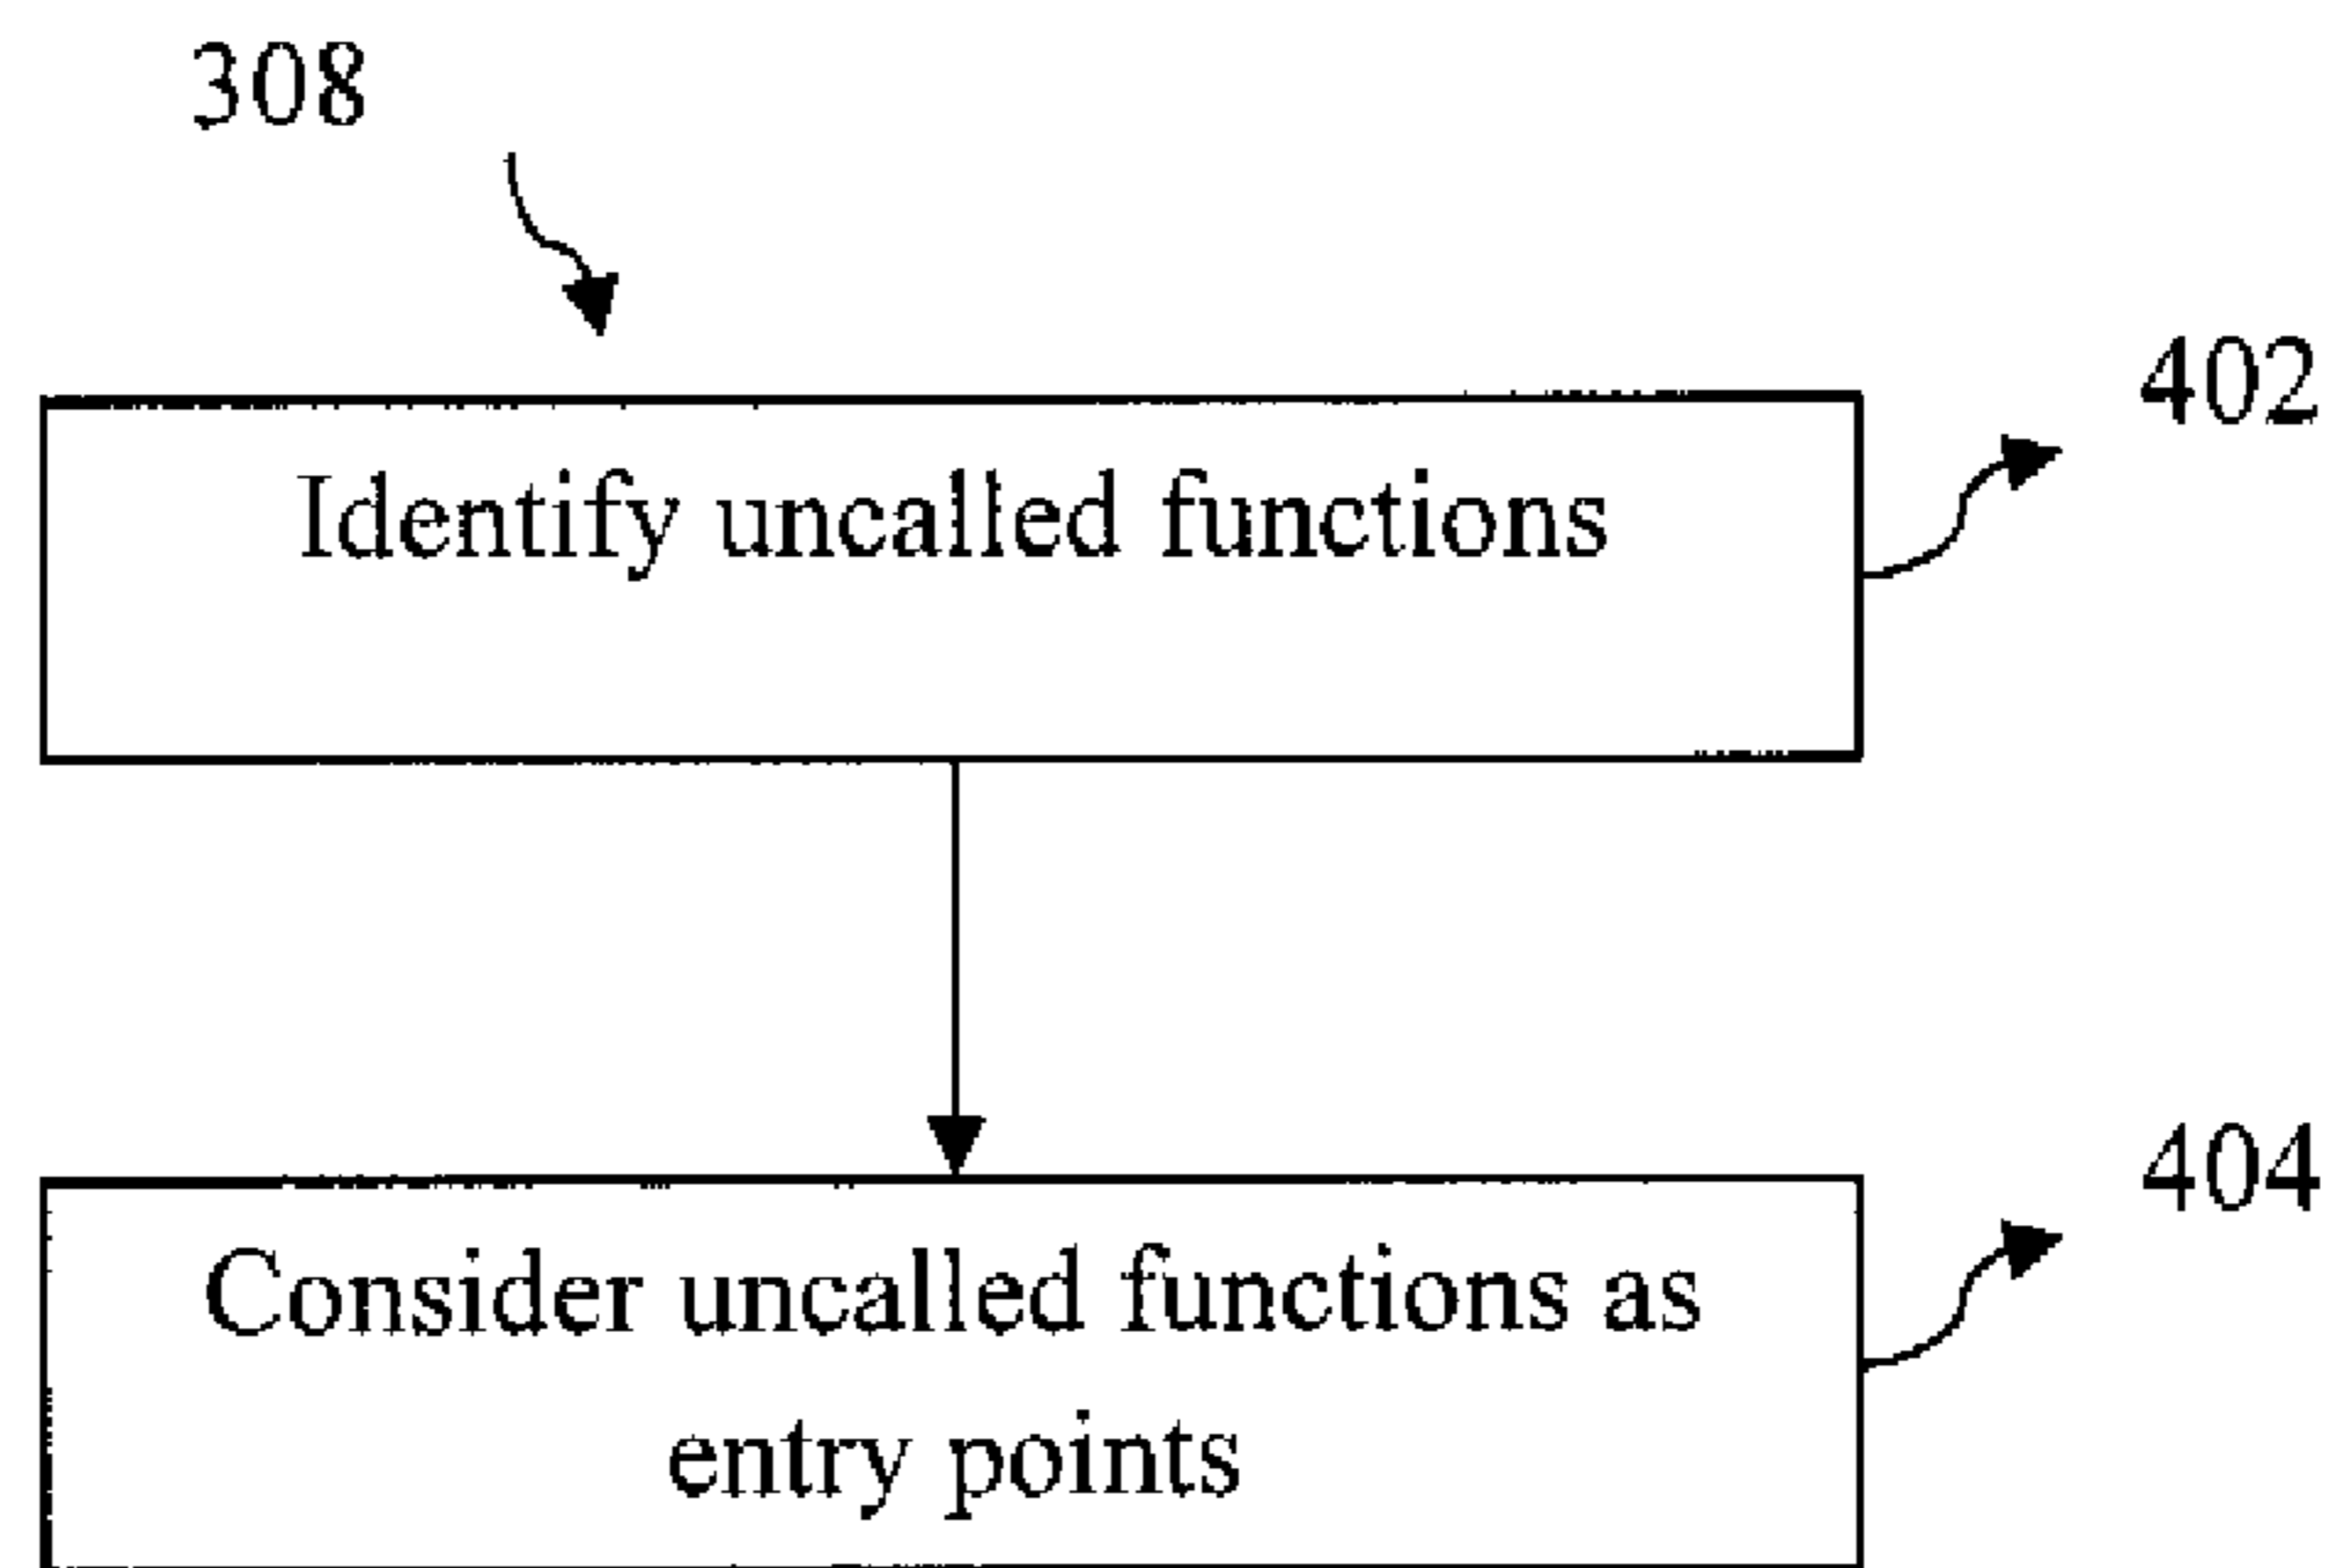 308
402
Identify uncalled functions
404
Consider uncalled functions as
entry points